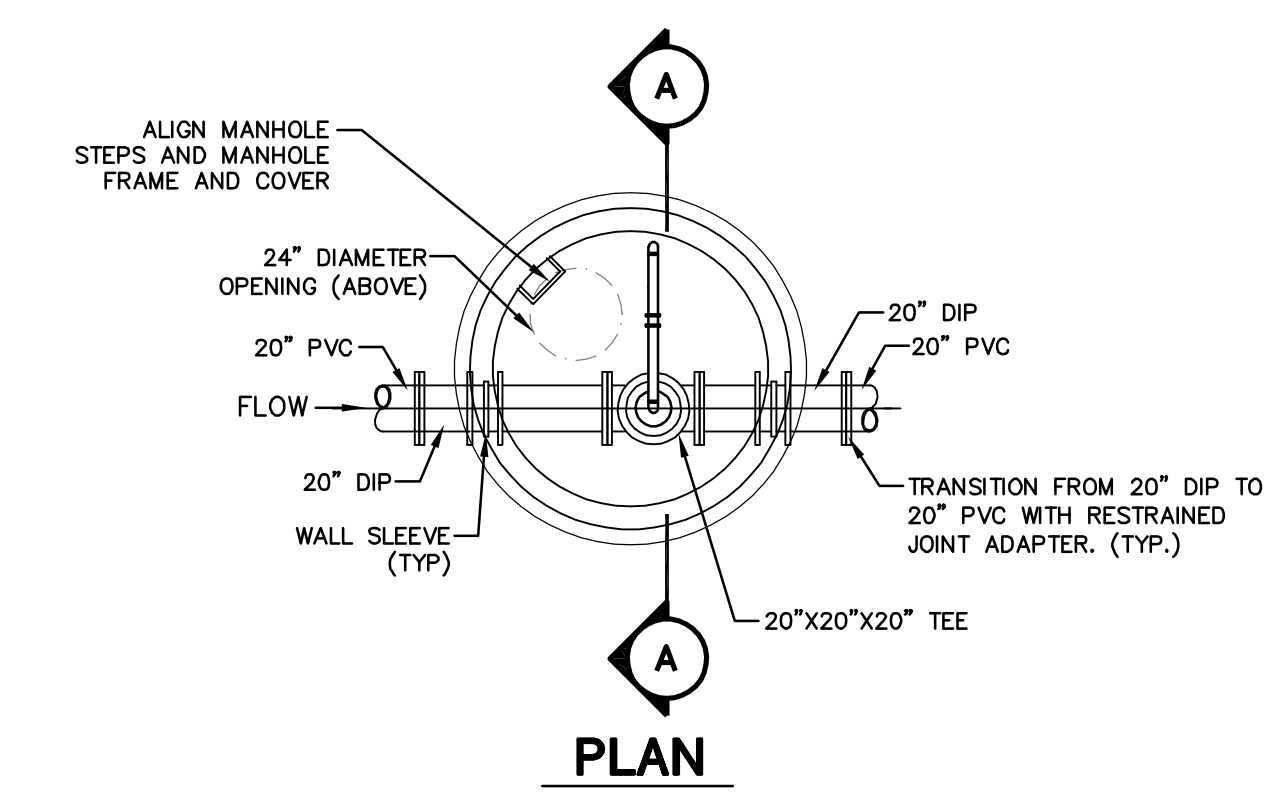 A
ALIGN MANHOLE
STEPS AND MANHOLE
FRAME AND COVER
24" DIAMETER
OPENING (ABOVE)
20" DIP
20" PVC
20" PVC
FLOW
20" DIP
TRANSITION FROM 20" DIP TO
20" PVC WITH RESTRAINED
JOINT ADAPTER. (TYP.)
WALL SLEEVE
(TYP)
20"X20"X20" TEE
A
PLAN